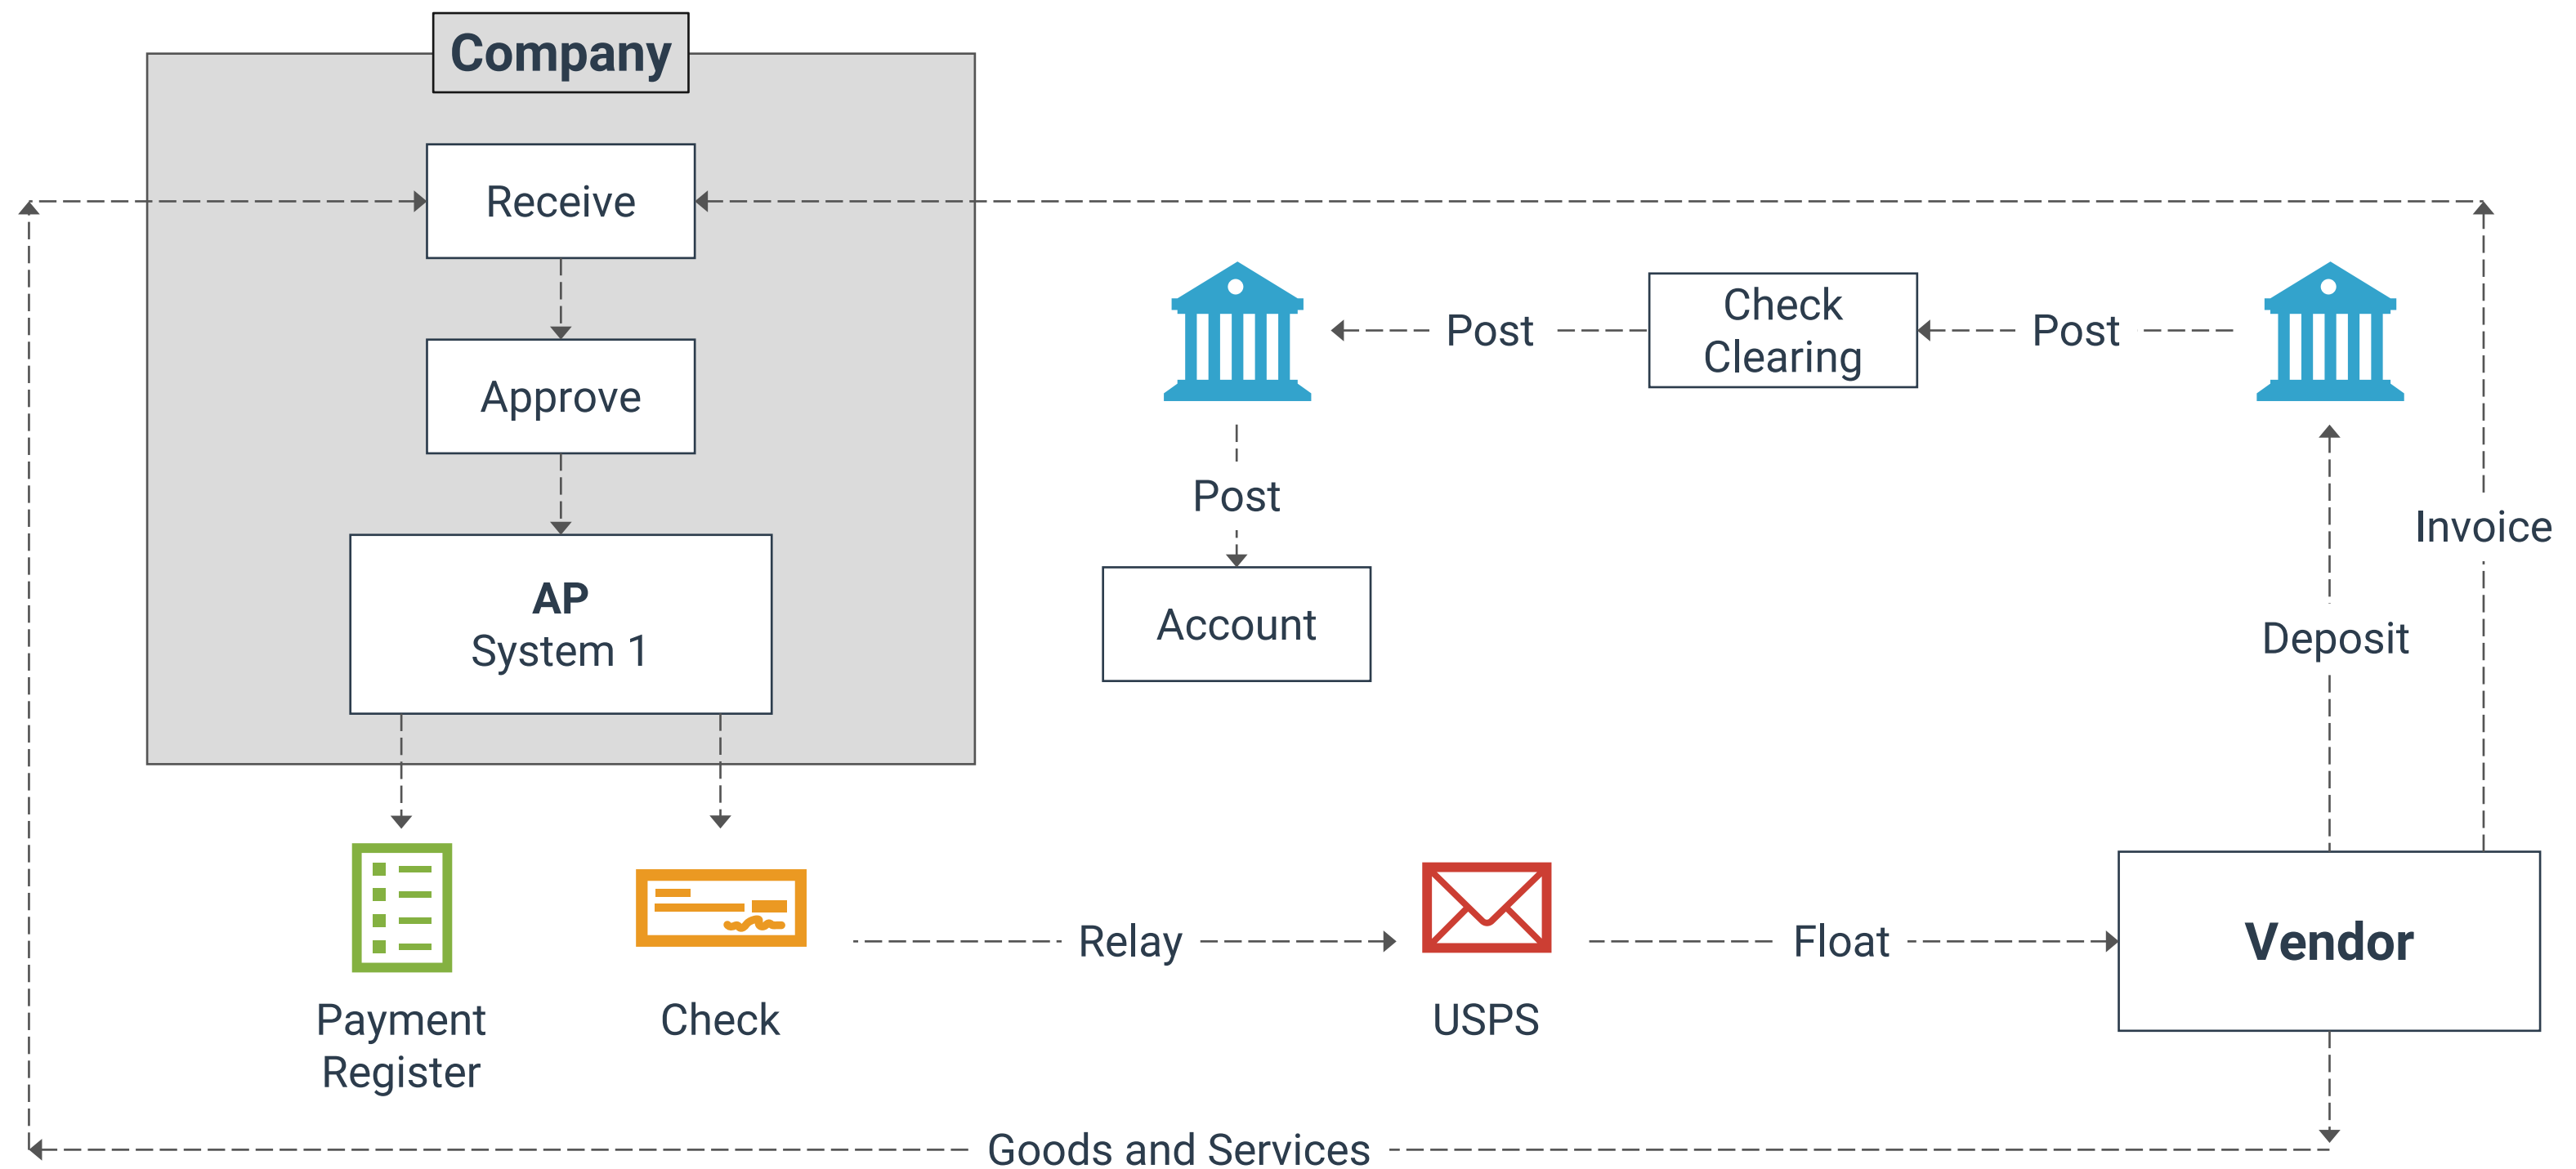 Company
Receive
Approve
AP
System 1
Post
Check
Clearing
Post
Post
Account
Invoice
Deposit
Relay
Float
Vendor
Payment
Register
Check
USPS
Goods and Services